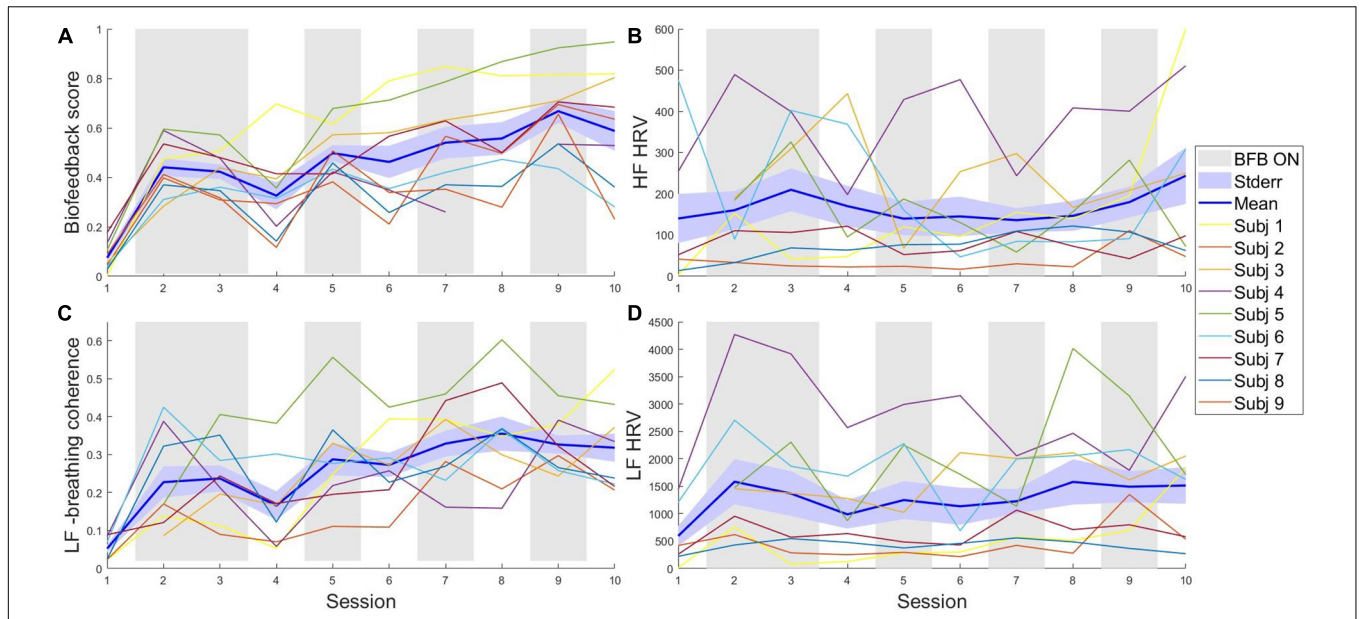 A
Biofeedback score
1
0.8
0.6
0.4
0.2
0
1 2 3 4 5 6 7 8 9 10
B
HF HRV
600
500
400
300
200
100
0
1 2 3 4 5 6 7 8 9 10
C
LF -breathing coherence
0.6
0.5
0.4
0.3
0.2
0.1
0
1 2 3 4 5 6 7 8 9 10
Session
D
LF HRV
4500
4000
3500
3000
2500
2000
1500
1000
500
0
1 2 3 4 5 6 7 8 9 10
Session
BFB ON
Stderr
Mean
Subj 1
Subj 2
Subj 3
Subj 4
Subj 5
Subj 6
Subj 7
Subj 8
Subj 9